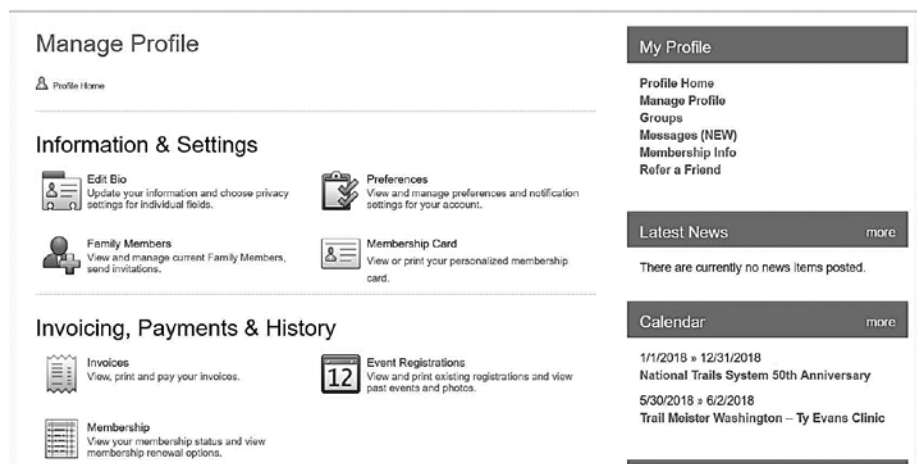 Manage Profile
Profile Home
Information & Settings
Edit Bio
Update your information and choose privacy
settings for individual fields.
Preferences
View and manage preferences and notification
settings for your account.
Family Members
View and manage current Family Members,
send invitations.
Membership Card
View or print your personalized membership
card.
Invoicing, Payments & History
Invoices
View, print and pay your invoices.
12
Event Registrations
View and print existing registrations and view
past events and photos.
Membership
View your membership status and view
membership renewal options.
My Profile
Profile Home
Manage Profile
Groups
Messages (NEW)
Membership Info
Refer a Friend
Latest News more
There are currently no news items posted.
Calendar more
1/1/2018 » 12/31/2018
National Trails System 50th Anniversary
5/30/2018 » 6/2/2018
Trail Meister Washington – Ty Evans Clinic